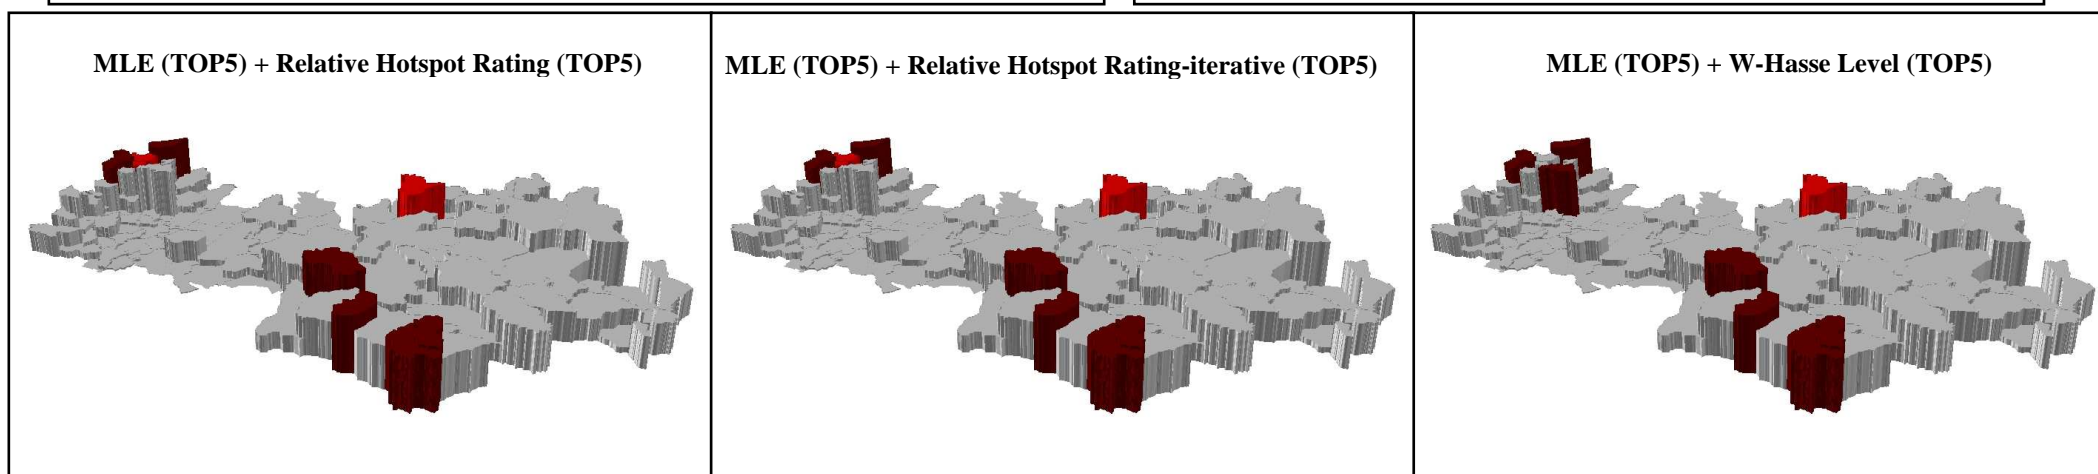 MLE (TOP5) + Relative Hotspot Rating (TOP5)
MLE (TOP5) + Relative Hotspot Rating-iterative (TOP5)
MLE (TOP5) + W-Hasse Level (TOP5)